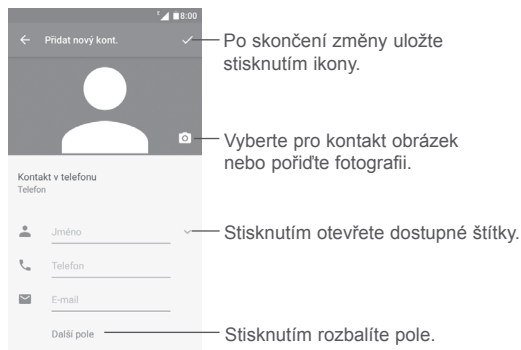 8:00
Přidat nový kont.
Po skončení změny uložte
stisknutím ikony.
Vyberte pro kontakt obrázek
nebo pořiďte fotografii.
Kontakt v telefonu
Telefon
Jméno
Stisknutím otevřete dostupné štítky.
Telefon
E-mail
Další pole
Stisknutím rozbalíte pole.